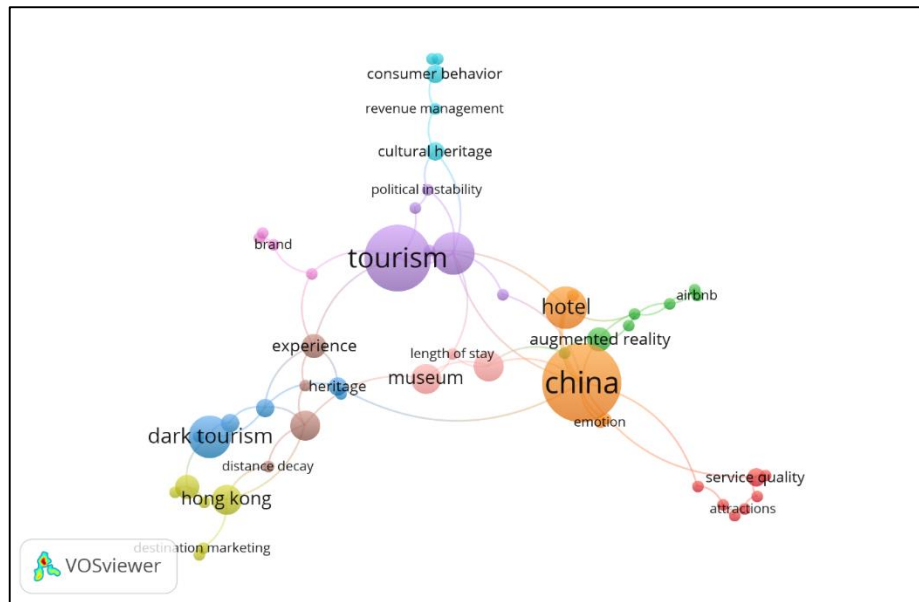 consumer behavior
revenue management
cultural heritage
political instability
brand
tourism
hotel
airbnb
experience
augmented reality
length of stay
heritage
museum
china
dark tourism
emotion
distance decay
service quality
hong kong
attractions
destination marketing
VOSviewer